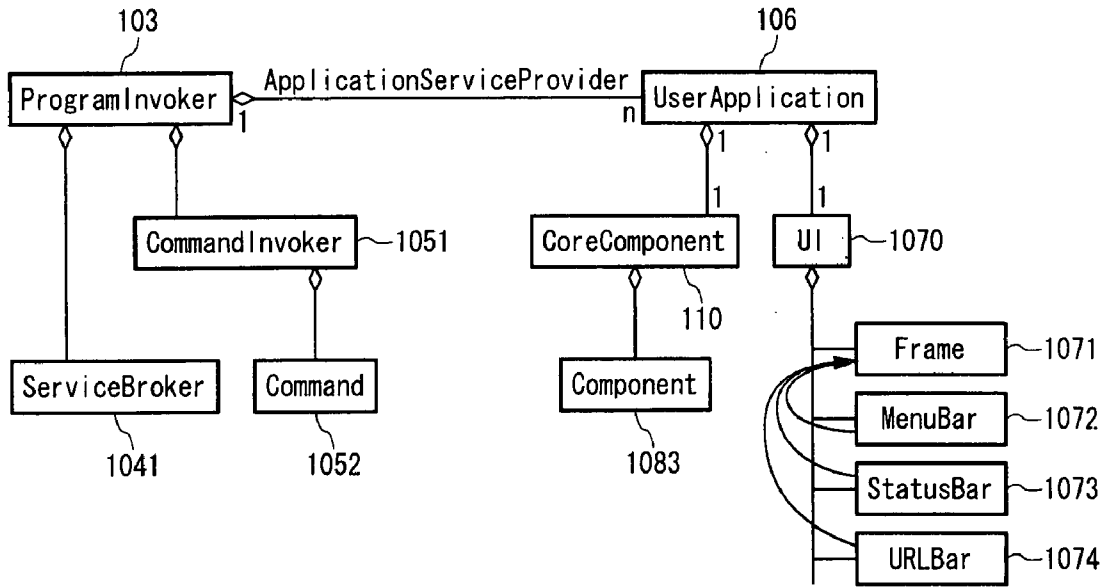 103
106
ProgramInvoker
ApplicationServiceProvider
UserApplication
1
n
1
1
1
1
CommandInvoker
1051
CoreComponent
UI
1070
110
Frame
1071
ServiceBroker
Command
Component
MenuBar
1072
1041
1052
1083
StatusBar
1073
URLBar
1074